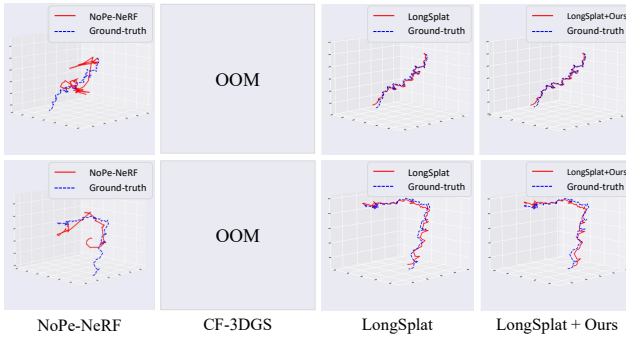 NoPe-NeRF
Ground-truth
OOM
LongSplat
Ground-truth
LongSplat+Ours
Ground-truth
NoPe-NeRF
Ground-truth
OOM
LongSplat
Ground-truth
LongSplat+Ours
Ground-truth
NoPe-NeRF CF-3DGS LongSplat LongSplat + Ours